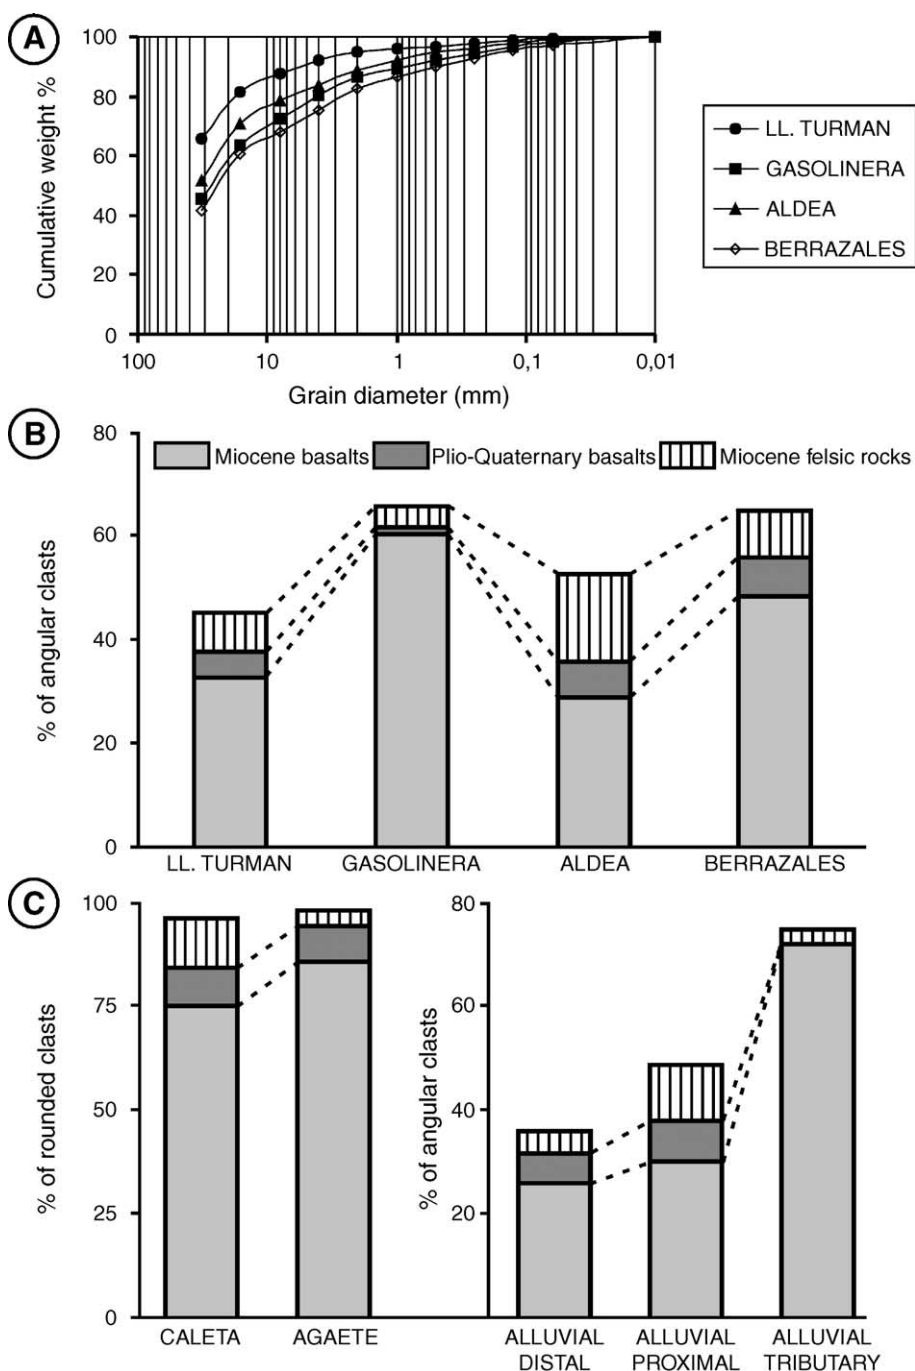 A
Cumulative weight %
100
80
60
40
20
0
100
10
1
0,1
0,01
Grain diameter (mm)
LL. TURMAN
GASOLINERA
ALDEA
BERRAZALES
B
% of angular clasts
80
60
40
20
0
Miocene basalts
Plio-Quaternary basalts
Miocene felsic rocks
LL. TURMAN
GASOLINERA
ALDEA
BERRAZALES
C
% of rounded clasts
100
75
50
25
0
CALETA
AGAETE
% of angular clasts
80
60
40
20
ALLUVIAL
DISTAL
ALLUVIAL
PROXIMAL
ALLUVIAL
TRIBUTARY